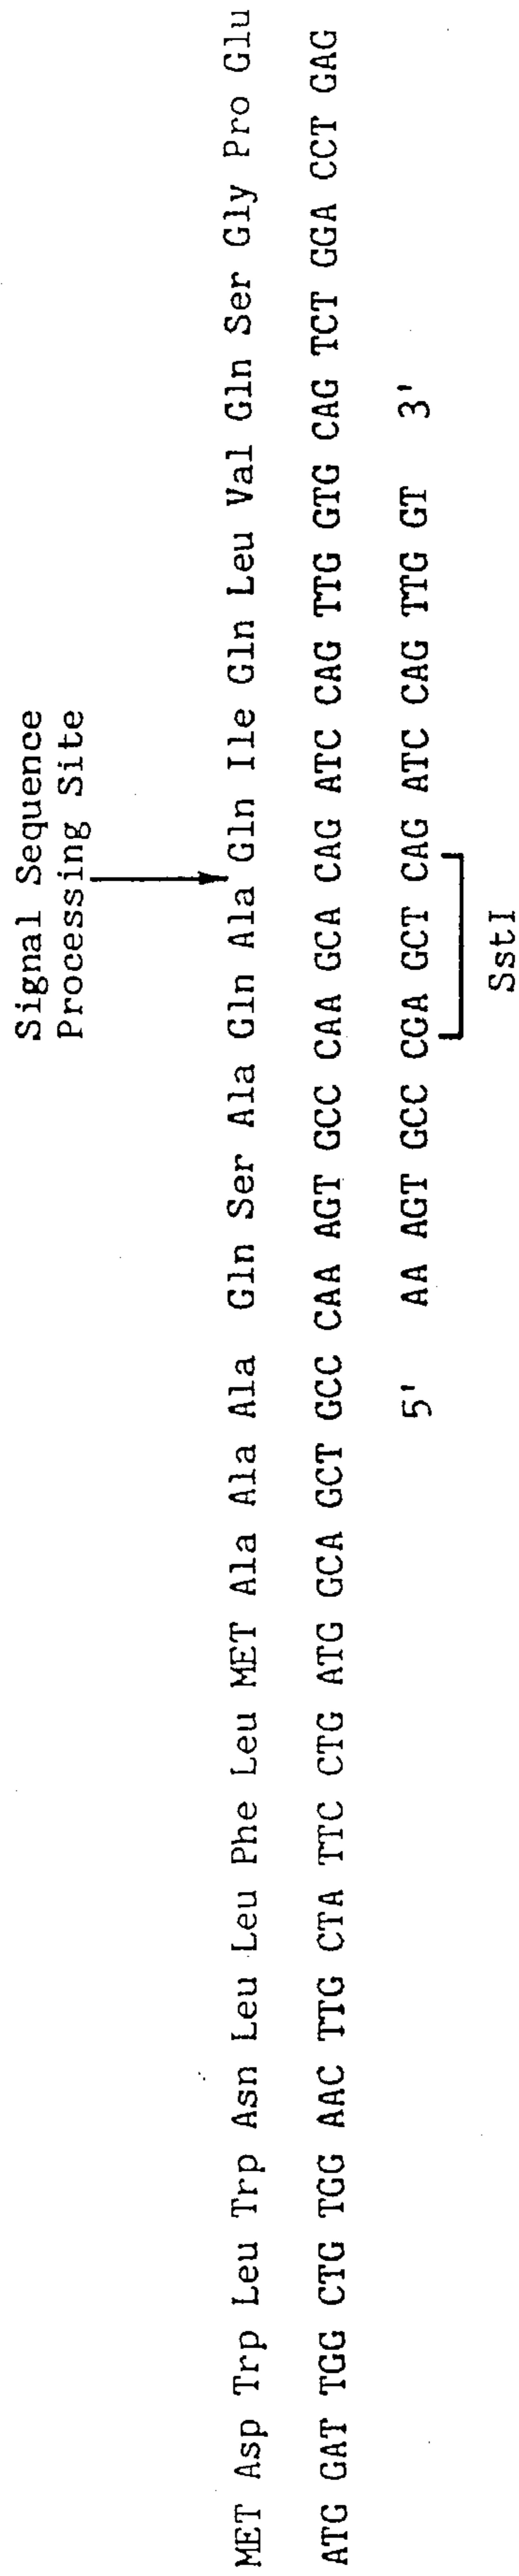 Signal Sequence
Processing Site
MET Asp Trp Leu Trp Asn Leu Leu Phe Leu MET Ala Ala Ala Gln Ser Ala Gln Ala Gln Ile Gln Leu Val Gln Ser Gly Pro Glu
ATG GAT TGG CTG TGG AAC TTG CTA TTC CTG ATG GCA GCT GCC CAA AGT GCC CAA GCA CAG ATC CAG TTG GTG CAG TCT GGA CCT GAG
5' AA AGT GCC CGA GCT CAG ATC CAG TTG GT 3'
SstI